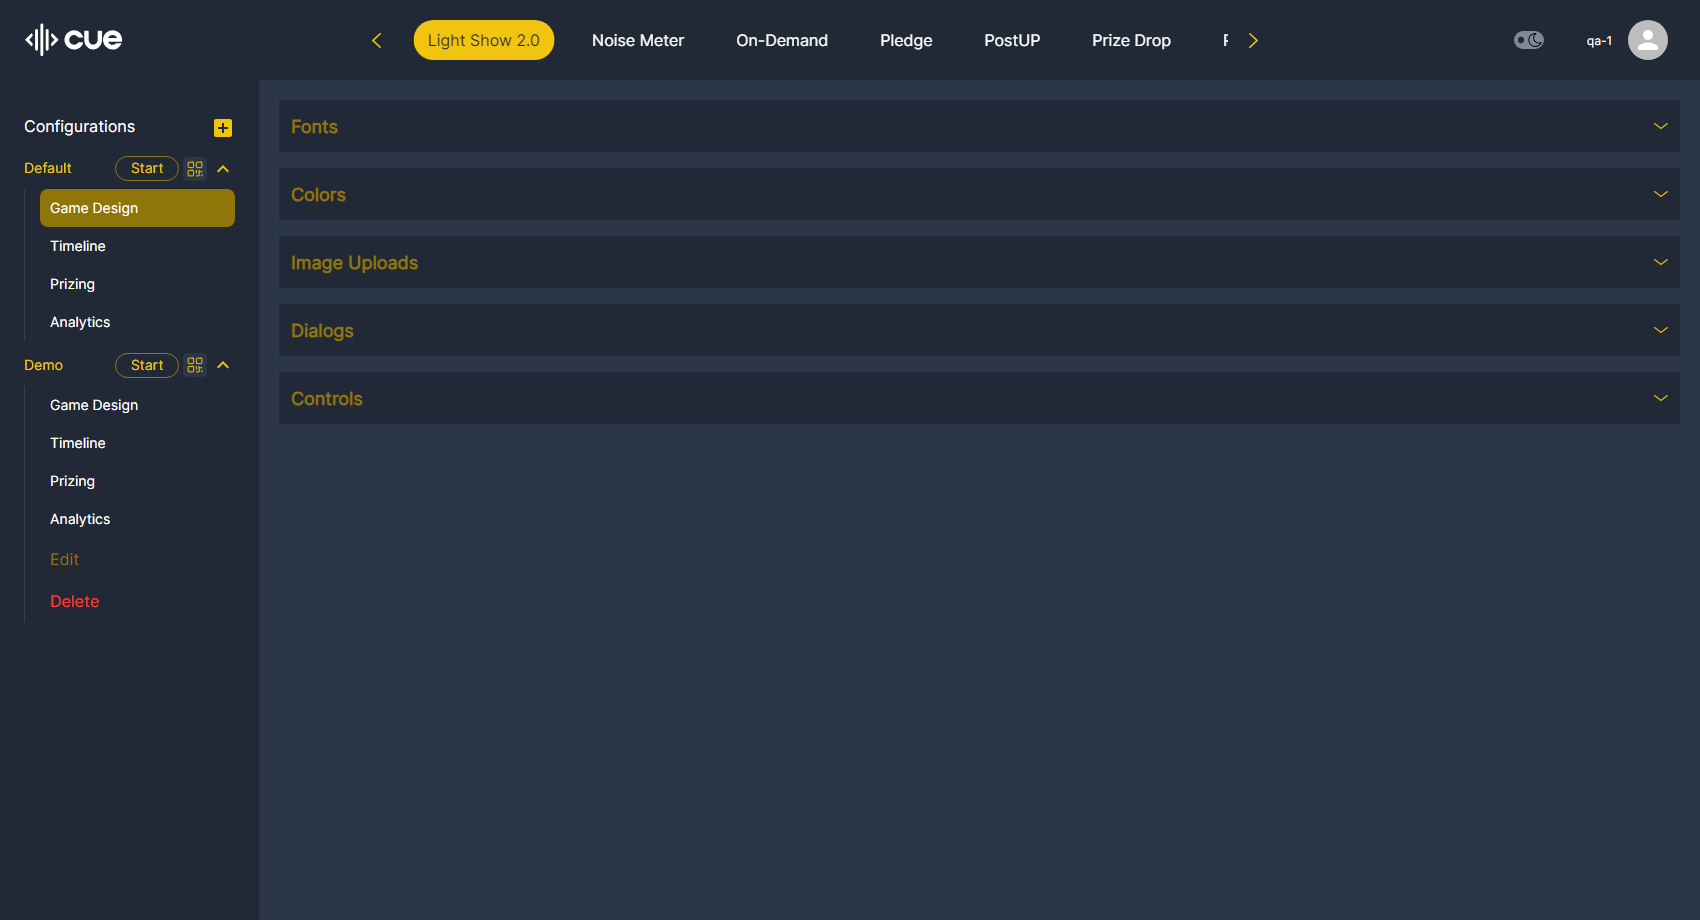 cue
Light Show 2.0
Noise Meter
On-Demand
Pledge
PostUP
Prize Drop
qa-1
Configurations
Default
Start
Game Design
Timeline
Prizing
Analytics
Demo
Start
Game Design
Timeline
Prizing
Analytics
Edit
Delete
Fonts
Colors
Image Uploads
Dialogs
Controls